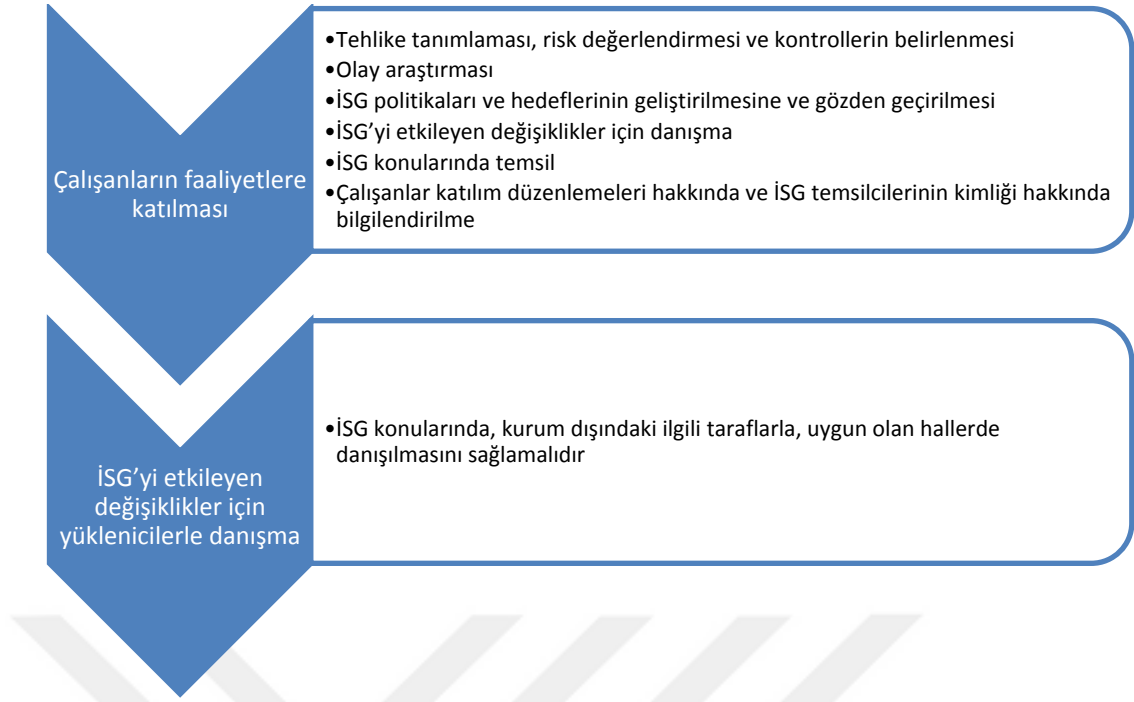 Çalışanların faaliyetlere
katılması
•Tehlike tanımlaması, risk değerlendirmesi ve kontrollerin belirlenmesi
•Olay araştırması
•İSG politikaları ve hedeflerinin geliştirilmesine ve gözden geçirilmesi
•İSG’yi etkileyen değişiklikler için danışma
•İSG konularında temsil
•Çalışanlar katılım düzenlemeleri hakkında ve İSG temsilcilerinin kimliği hakkında
bilgilendirilme
İSG’yi etkileyen
değişiklikler için
yüklenicilerle danışma
•İSG konularında, kurum dışındaki ilgili taraflarla, uygun olan hallerde
danışılmasını sağlamalıdır